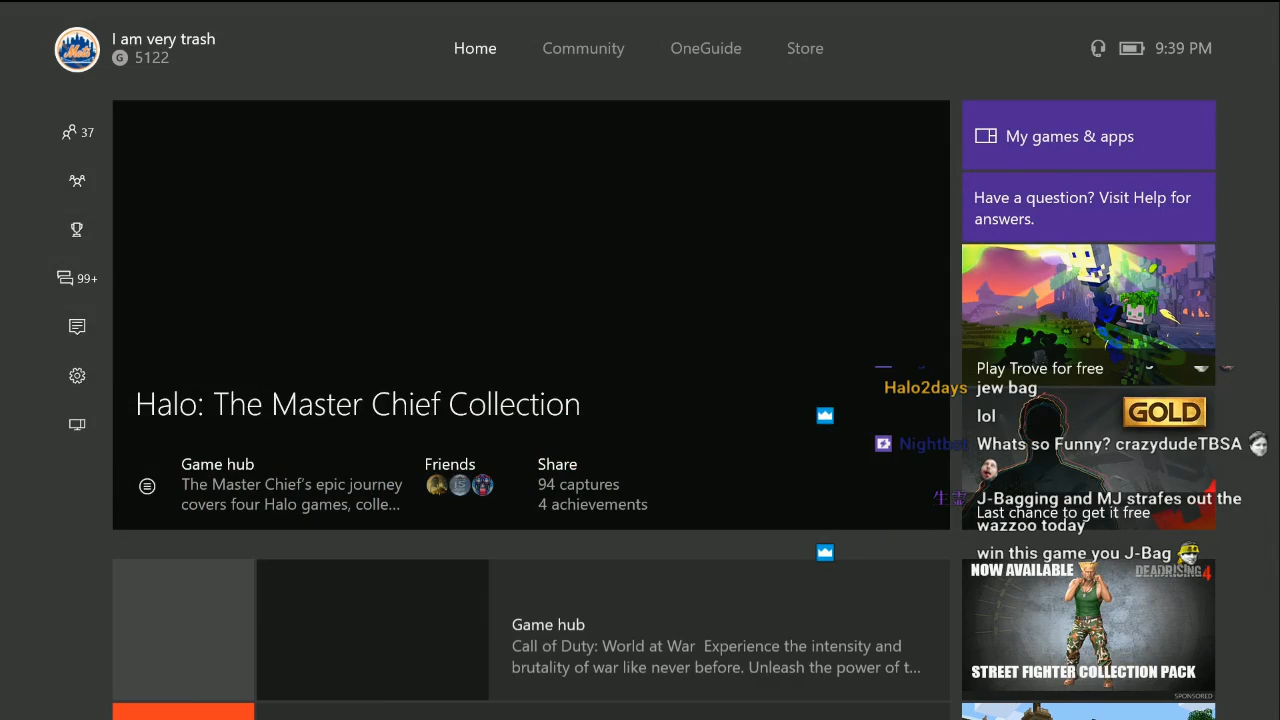 I am very trash
G 5122
Home
Community
OneGuide
Store
9:39 PM
37
99+
My games & apps
Have a question? Visit Help for
answers.
Play Trove for free
Halo2days
jew bag
lol
GOLD
Nightbot
Whats so Funny? crazydudeTBSA
生霊
J-Bagging and MJ strafes out the
wazzoo today
Last chance to get it free
win this game you J-Bag
Halo: The Master Chief Collection
Game hub
The Master Chief's epic journey
covers four Halo games, colle...
Friends
Share
94 captures
4 achievements
Game hub
Call of Duty: World at War Experience the intensity and
brutality of war like never before. Unleash the power of t...
NOW AVAILABLE
DEADRISING 4
STREET FIGHTER COLLECTION PACK
SPONSORED